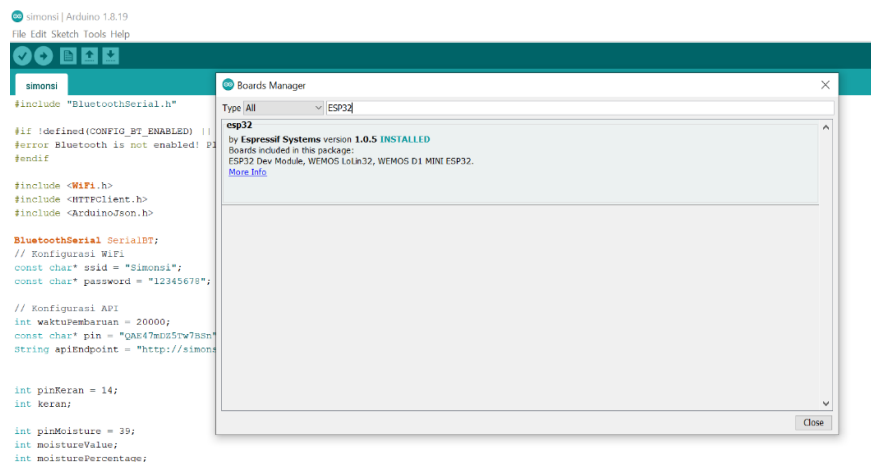 simonsi | Arduino 1.8.19
File Edit Sketch Tools Help
simonsi
#include "BluetoothSerial.h"
#if !defined(CONFIG_BT_ENABLED) ||
#error Bluetooth is not enabled! Pl
#endif
#include <WiFi.h>
#include <HTTPClient.h>
#include <ArduinoJson.h>
BluetoothSerial SerialBT;
// Konfigurasi WiFi
const char* ssid = "Simonsi";
const char* password = "12345678";
// Konfigurasi API
int waktuPembaruan = 20000;
const char* pin = "QAE47mDZ5Tw7BSn"
String apiEndpoint = "http://simons
int pinKeran = 14;
int keran;
int pinMoisture = 39;
int moistureValue;
int moisturePercentage;
Boards Manager
Type All ESP32
esp32
by Espressif Systems version 1.0.5 INSTALLED
Boards included in this package:
ESP32 Dev Module, WEMOS LoLin32, WEMOS D1 MINI ESP32.
More Info
Close